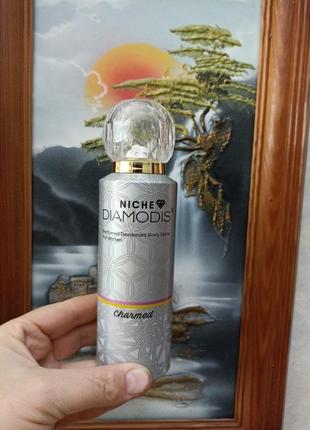 NICHE
DIAMODIS
Perfumed Deodorant Body Spray
For Women
Charmed